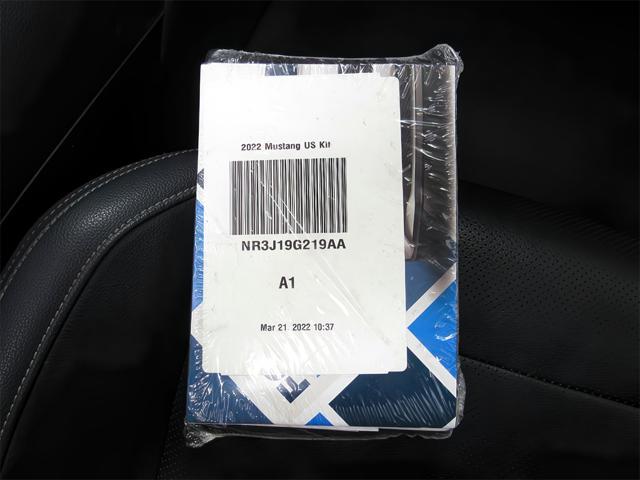 2022 Mustang US Kit
NR3J19G219AA
A1
Mar 21, 2022 10:37